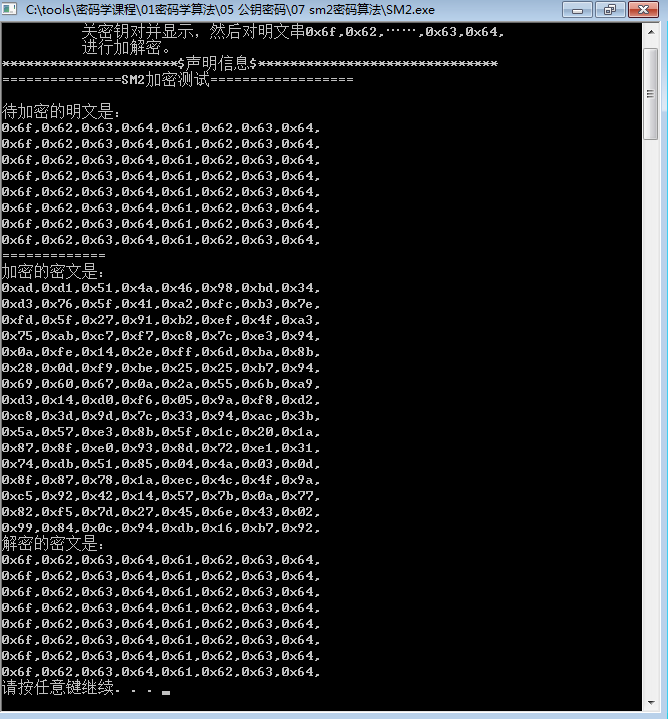 C:\tools\密码学课程\01密码学算法\05 公钥密码\07 sm2密码算法\SM2.exe
关密钥对并显示，然后对明文串0x6f,0x62,……,0x63,0x64,
进行加解密。
**********************$声明信息$******************************
===============SM2加密测试==================
待加密的明文是:
0x6f,0x62,0x63,0x64,0x61,0x62,0x63,0x64,
0x6f,0x62,0x63,0x64,0x61,0x62,0x63,0x64,
0x6f,0x62,0x63,0x64,0x61,0x62,0x63,0x64,
0x6f,0x62,0x63,0x64,0x61,0x62,0x63,0x64,
0x6f,0x62,0x63,0x64,0x61,0x62,0x63,0x64,
0x6f,0x62,0x63,0x64,0x61,0x62,0x63,0x64,
0x6f,0x62,0x63,0x64,0x61,0x62,0x63,0x64,
0x6f,0x62,0x63,0x64,0x61,0x62,0x63,0x64,
=============
加密的密文是:
0xad,0xd1,0x51,0x4a,0x46,0x98,0xbd,0x34,
0xd3,0x76,0x5f,0x41,0xa2,0xfc,0xb3,0x7e,
0xfd,0x5f,0x27,0x91,0xb2,0xef,0x4f,0xa3,
0x75,0xab,0xc7,0xf7,0xc8,0x7c,0xe3,0x94,
0x0a,0xfe,0x14,0x2e,0xff,0x6d,0xba,0x8b,
0x28,0x0d,0xf9,0xbe,0x25,0x25,0xb7,0x94,
0x69,0x60,0x67,0x0a,0x2a,0x55,0x6b,0xa9,
0xd3,0x14,0xd0,0xf6,0x05,0x9a,0xf8,0xd2,
0xc8,0x3d,0x9d,0x7c,0x33,0x94,0xac,0x3b,
0x5a,0x57,0xe3,0x8b,0x5f,0x1c,0x20,0x1a,
0x87,0x8f,0xe0,0x93,0x8d,0x72,0xe1,0x31,
0x74,0xdb,0x51,0x85,0x04,0x4a,0x03,0x0d,
0x8f,0x87,0x78,0x1a,0xec,0x4c,0x4f,0x9a,
0xc5,0x92,0x42,0x14,0x57,0x7b,0x0a,0x77,
0x82,0xf5,0x7d,0x27,0x45,0x6e,0x43,0x02,
0x99,0x84,0x0c,0x94,0xdb,0x16,0xb7,0x92,
解密的密文是:
0x6f,0x62,0x63,0x64,0x61,0x62,0x63,0x64,
0x6f,0x62,0x63,0x64,0x61,0x62,0x63,0x64,
0x6f,0x62,0x63,0x64,0x61,0x62,0x63,0x64,
0x6f,0x62,0x63,0x64,0x61,0x62,0x63,0x64,
0x6f,0x62,0x63,0x64,0x61,0x62,0x63,0x64,
0x6f,0x62,0x63,0x64,0x61,0x62,0x63,0x64,
0x6f,0x62,0x63,0x64,0x61,0x62,0x63,0x64,
0x6f,0x62,0x63,0x64,0x61,0x62,0x63,0x64,
请按任意键继续. . . _